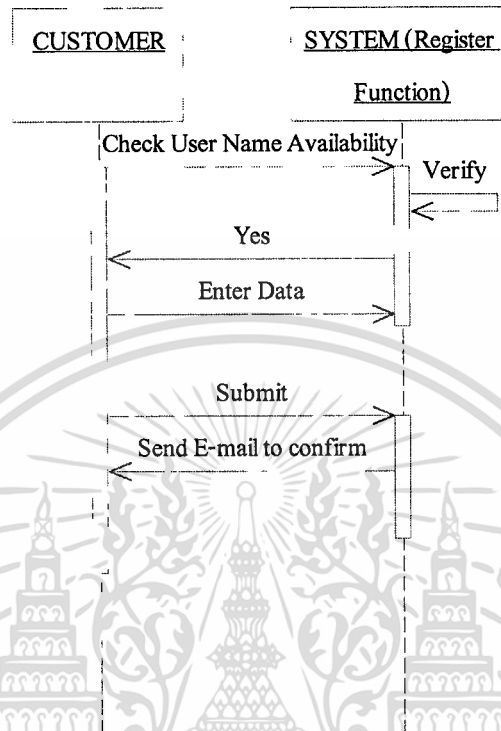 CUSTOMER
SYSTEM (Register
Function)
Check User Name Availability
Verify
Yes
Enter Data
Submit
Send E-mail to confirm